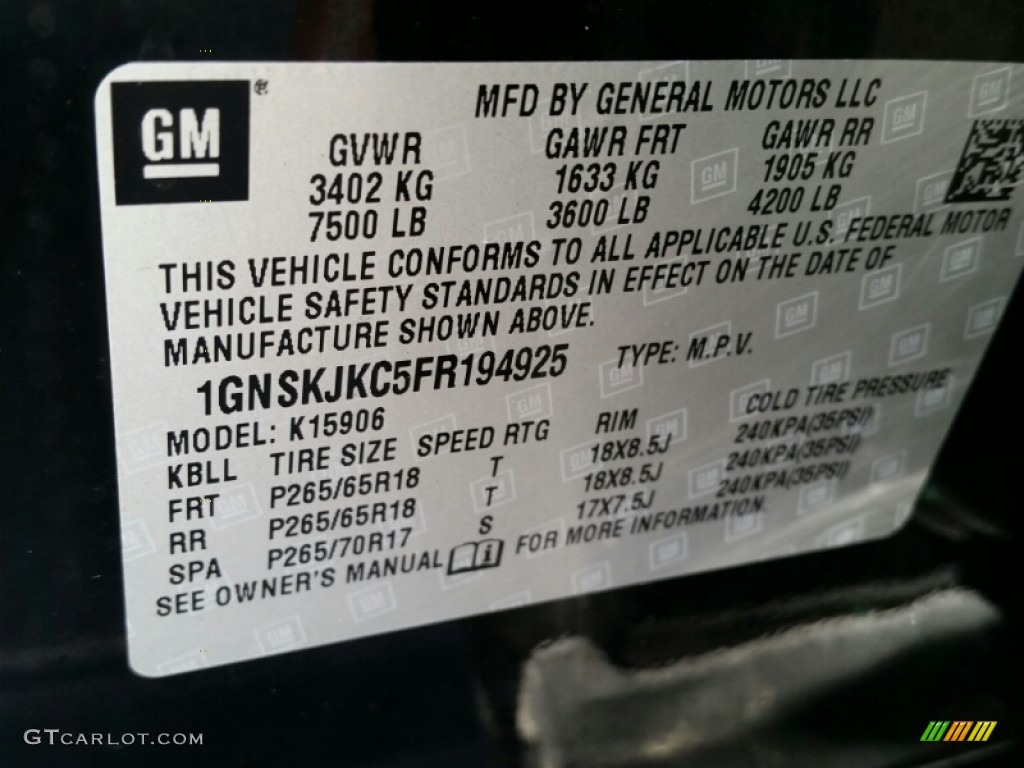 GM ® MFD BY GENERAL MOTORS LLC
GVWR GAWR FRT GAWR RR
3402 KG 1633 KG 1905 KG
7500 LB 3600 LB 4200 LB
THIS VEHICLE CONFORMS TO ALL APPLICABLE U.S. FEDERAL MOTOR
VEHICLE SAFETY STANDARDS IN EFFECT ON THE DATE OF
MANUFACTURE SHOWN ABOVE.
1GNSKJKC5FR194925 TYPE: M.P.V.
MODEL: K15906
KBLL TIRE SIZE SPEED RTG RIM COLD TIRE PRESSURE
FRT P265/65R18 T 18X8.5J 240KPA(35PSI)
RR P265/65R18 T 18X8.5J 240KPA(35PSI)
SPA P265/70R17 S 17X7.5J 240KPA(35PSI)
SEE OWNER'S MANUAL i FOR MORE INFORMATION.
GTCARLOT.COM